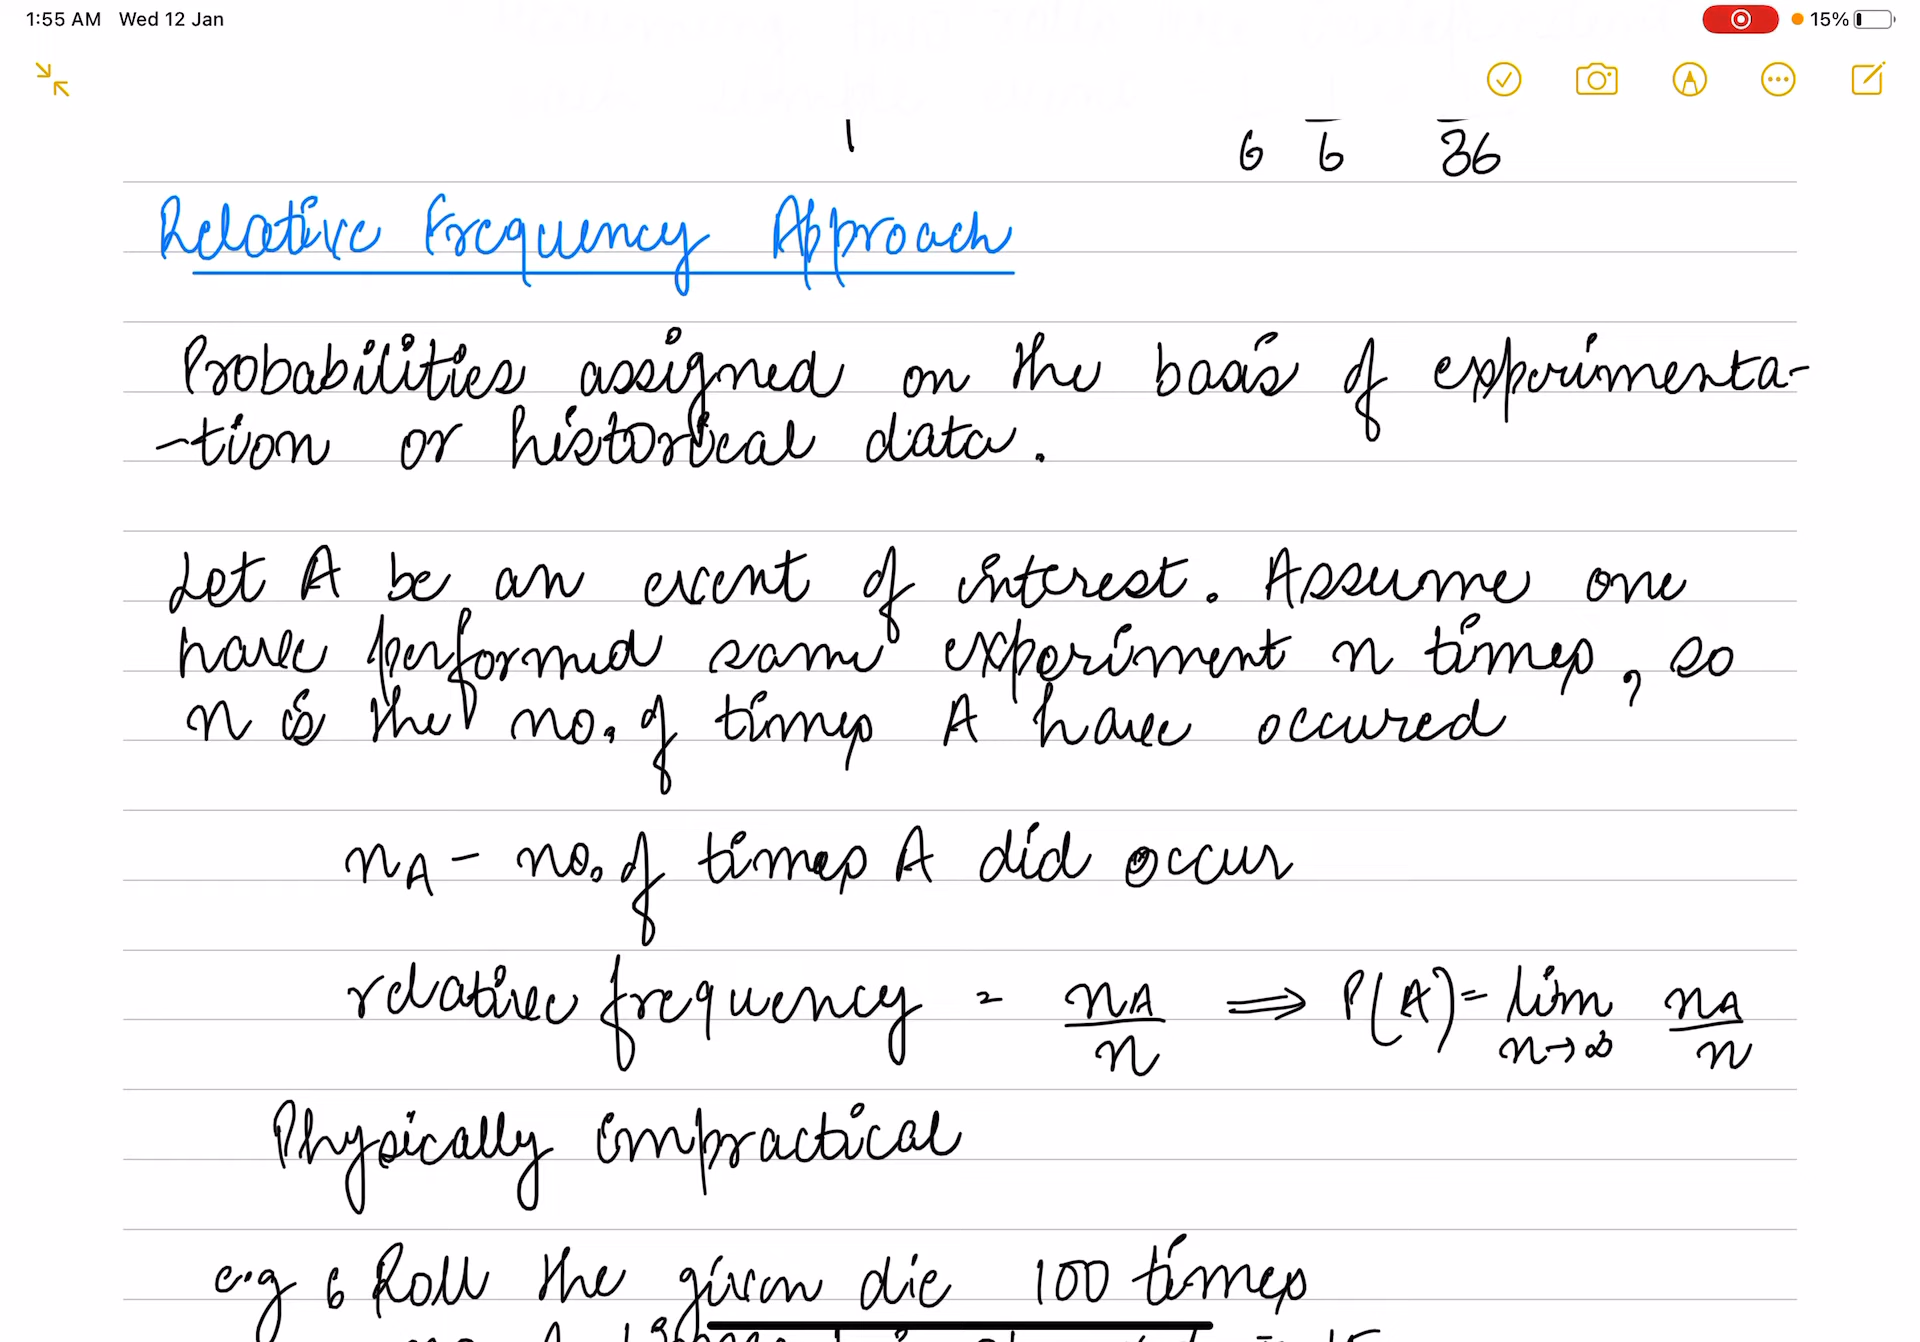 1:55 AM Wed 12 Jan 15%
1
6 6 36
Relative Frequency Approach
Probabilities assigned on the basis of experimenta-
-tion or historical data.
Let A be an event of interest. Assume one
have performed same experiment n times, so
n is the no. of times A have occured
nA - no. of times A did occur
relative frequency = nA/n ⟹ P(A) = lim n→∞ nA/n
Physically impractical
e.g 6 Roll the given die 100 times